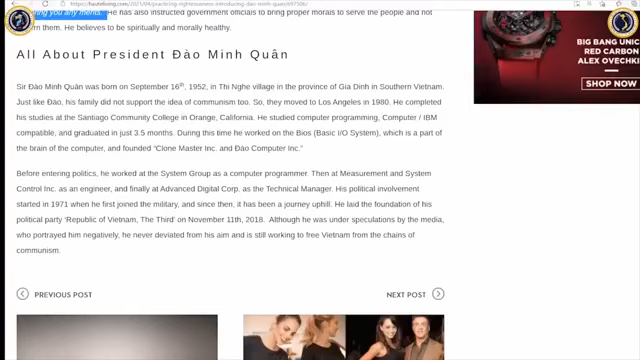 https://hauteliving.com/2021/04/practicing-righteousness-introducing-dao-minh-quan/697506/
bring you any merits." He has also instructed government officials to bring proper morals to serve the people and not
harm them. He believes to be spiritually and morally healthy.
All About President Đào Minh Quân
Sir Đào Minh Quân was born on September 16th, 1952, in Thi Nghe village in the province of Gia Dinh in Southern Vietnam.
Just like Đào, his family did not support the idea of communism too. So, they moved to Los Angeles in 1980. He completed
his studies at the Santiago Community College in Orange, California. He studied computer programming, Computer / IBM
compatible, and graduated in just 3.5 months. During this time he worked on the Bios (Basic I/O System), which is a part of
the brain of the computer, and founded “Clone Master Inc. and Đào Computer Inc.”
Before entering politics, he worked at the System Group as a computer programmer. Then at Measurement and System
Control Inc. as an engineer, and finally at Advanced Digital Corp. as the Technical Manager. His political involvement
started in 1971 when he first joined the military, and since then, it has been a journey uphill. He laid the foundation of his
political party ‘Republic of Vietnam, The Third’ on November 11th, 2018. Although he was under speculations by the media,
who portrayed him negatively, he never deviated from his aim and is still working to free Vietnam from the chains of
communism.
PREVIOUS POST
NEXT POST
BIG BANG UNIC
RED CARBON
ALEX OVECHKI
SHOP NOW